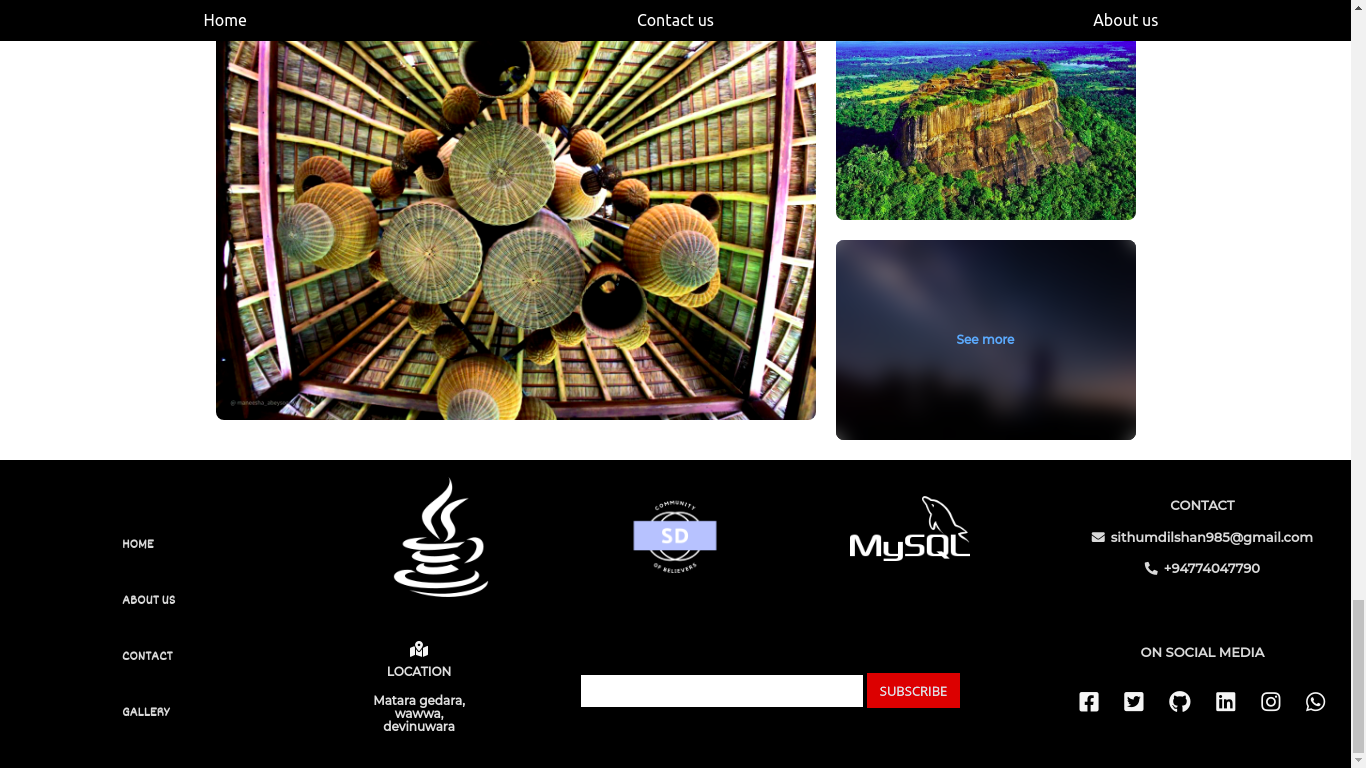 Home
Contact us
About us
See more
HOME
ABOUT US
CONTACT
GALLERY
COMMUNITY
SD
OF BELIEVERS
MySQL
LOCATION
Matara gedara,
wawwa,
devinuwara
SUBSCRIBE
CONTACT
sithumdilshan985@gmail.com
+94774047790
ON SOCIAL MEDIA